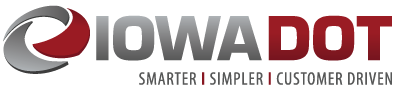 IOWADOT
SMARTER | SIMPLER | CUSTOMER DRIVEN